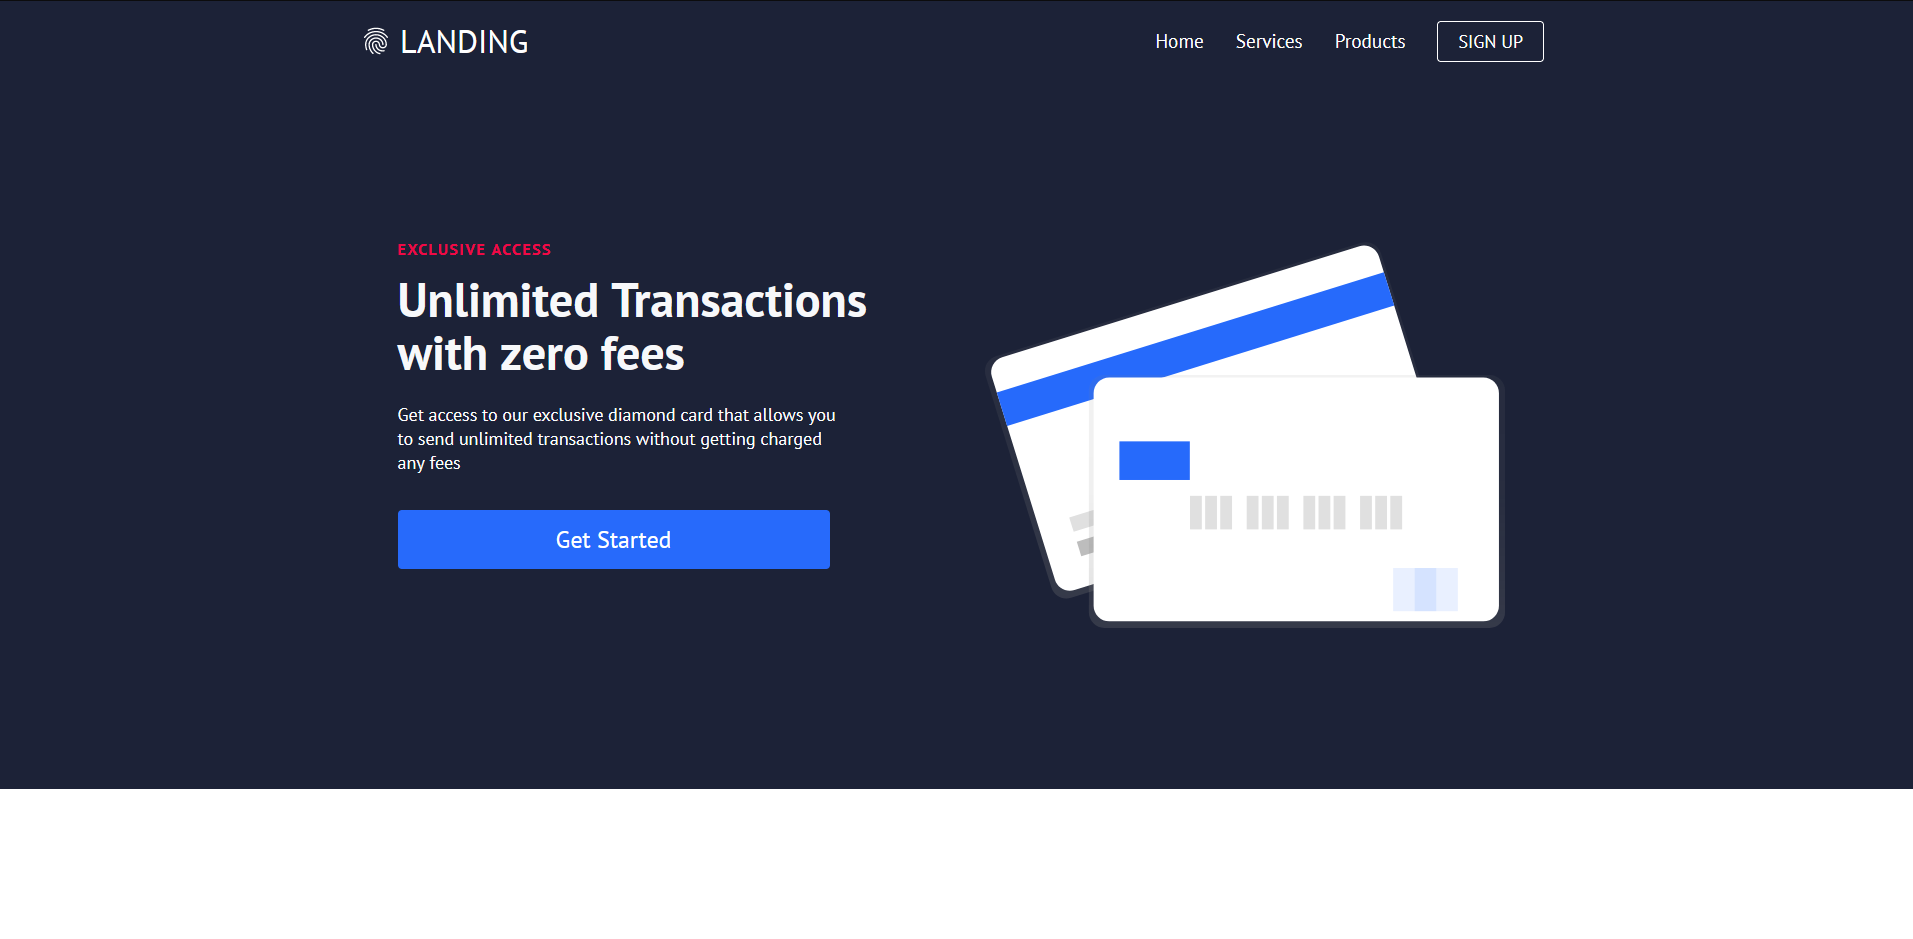 LANDING
Home
Services
Products
SIGN UP
EXCLUSIVE ACCESS
Unlimited Transactions
with zero fees
Get access to our exclusive diamond card that allows you
to send unlimited transactions without getting charged
any fees
Get Started